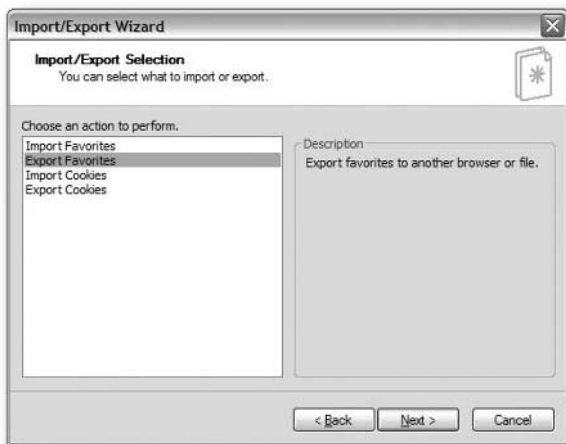 Import/Export Wizard
Import/Export Selection
You can select what to import or export.
Choose an action to perform.
Import Favorites
Export Favorites
Import Cookies
Export Cookies
Description
Export favorites to another browser or file.
< Back
Next >
Cancel